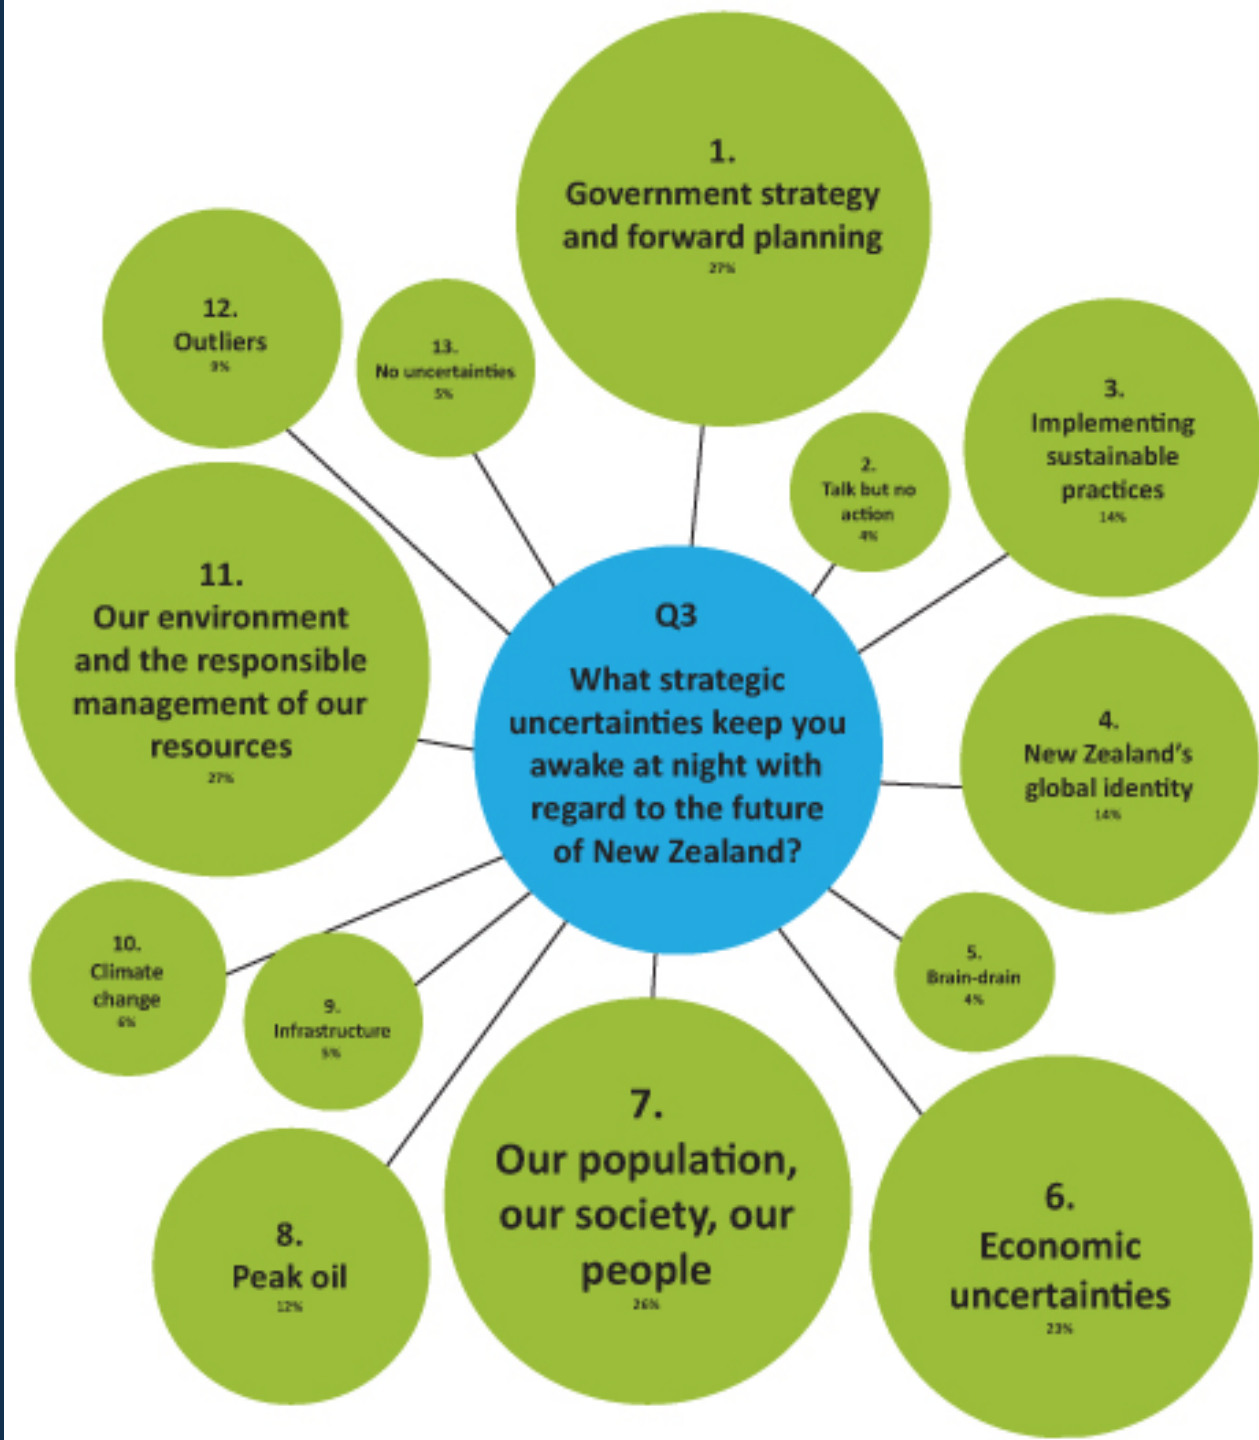 1.
Government strategy
and forward planning
27%
2.
Talk but no
action
4%
3.
Implementing
sustainable
practices
14%
4.
New Zealand's
global identity
14%
5.
Brain-drain
4%
6.
Economic
uncertainties
23%
7.
Our population,
our society, our
people
26%
8.
Peak oil
12%
9.
Infrastructure
5%
10.
Climate
change
6%
11.
Our environment
and the responsible
management of our
resources
27%
12.
Outliers
9%
13.
No uncertainties
5%
Q3
What strategic
uncertainties keep you
awake at night with
regard to the future
of New Zealand?